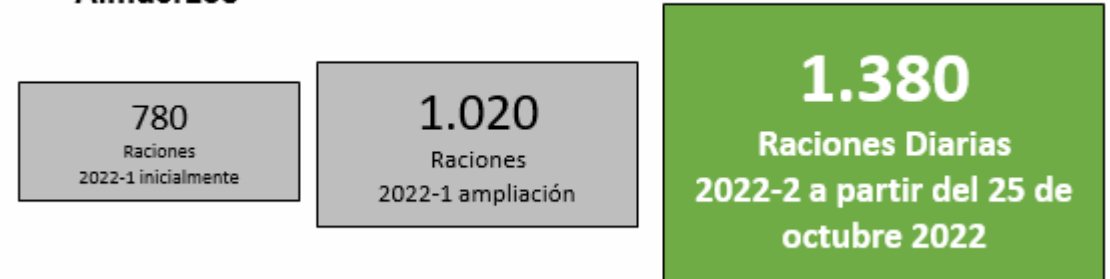 780
Raciones
2022-1 inicialmente
1.020
Raciones
2022-1 ampliación
1.380
Raciones Diarias
2022-2 a partir del 25 de
octubre 2022